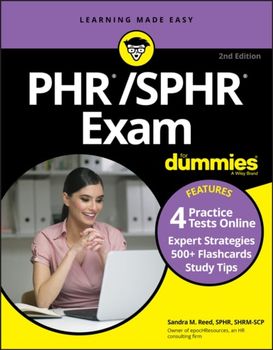 LEARNING MADE EASY
2nd Edition
PHR®/SPHR®
Exam
for
dummies®
A Wiley Brand
FEATURES
4 Practice
Tests Online
Expert Strategies
500+ Flashcards
Study Tips
Sandra M. Reed, SPHR, SHRM-SCP
Owner of epocHResources, an HR
consulting firm